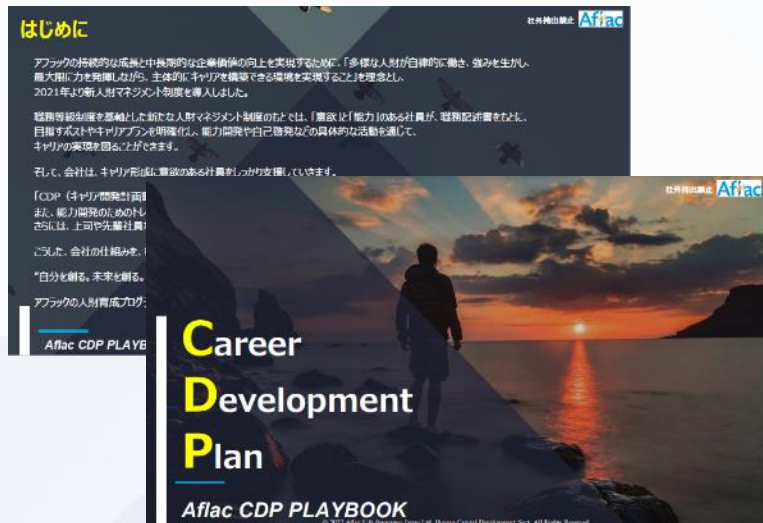 はじめに
社外持出禁止 Aflac
アフラックの持続的な成長と中長期的な企業価値の向上を実現するために、「多様な人財が自律的に働き、強みを生かし、
最大限に力を発揮しながら、主体的にキャリアを構築できる環境を実現すること」を理念とし、
2021年より新人財マネジメント制度を導入しました。
職務等級制度を基軸とした新たな人財マネジメント制度のもとでは、「意欲」と「能力」のある社員が、職務記述書をもとに、
目指すポストやキャリアプランを明確化し、能力開発や自己啓発などの具体的な活動を通じて、
キャリアの実現を図ることができます。
そして、会社は、キャリア形成に意欲のある社員をしっかり支援していきます。
「CDP（キャリア開発計画
また、能力開発のためのトレ
さらには、上司や先輩社員
こうした、会社の仕組みを、
“自分を創る。未来を創る。
アフラックの人財育成プログ
Aflac CDP PLAYB
社外持出禁止 Aflac
Career
Development
Plan
Aflac CDP PLAYBOOK